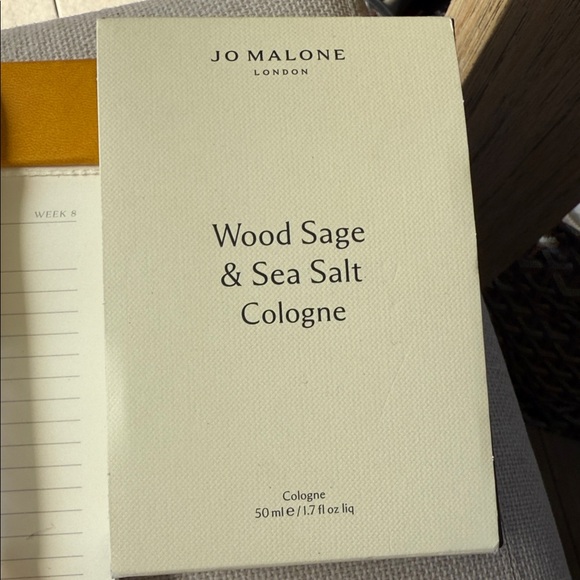 JO MALONE
LONDON
WEEK 8
Wood Sage
& Sea Salt
Cologne
Cologne
50 ml e / 1.7 fl oz liq